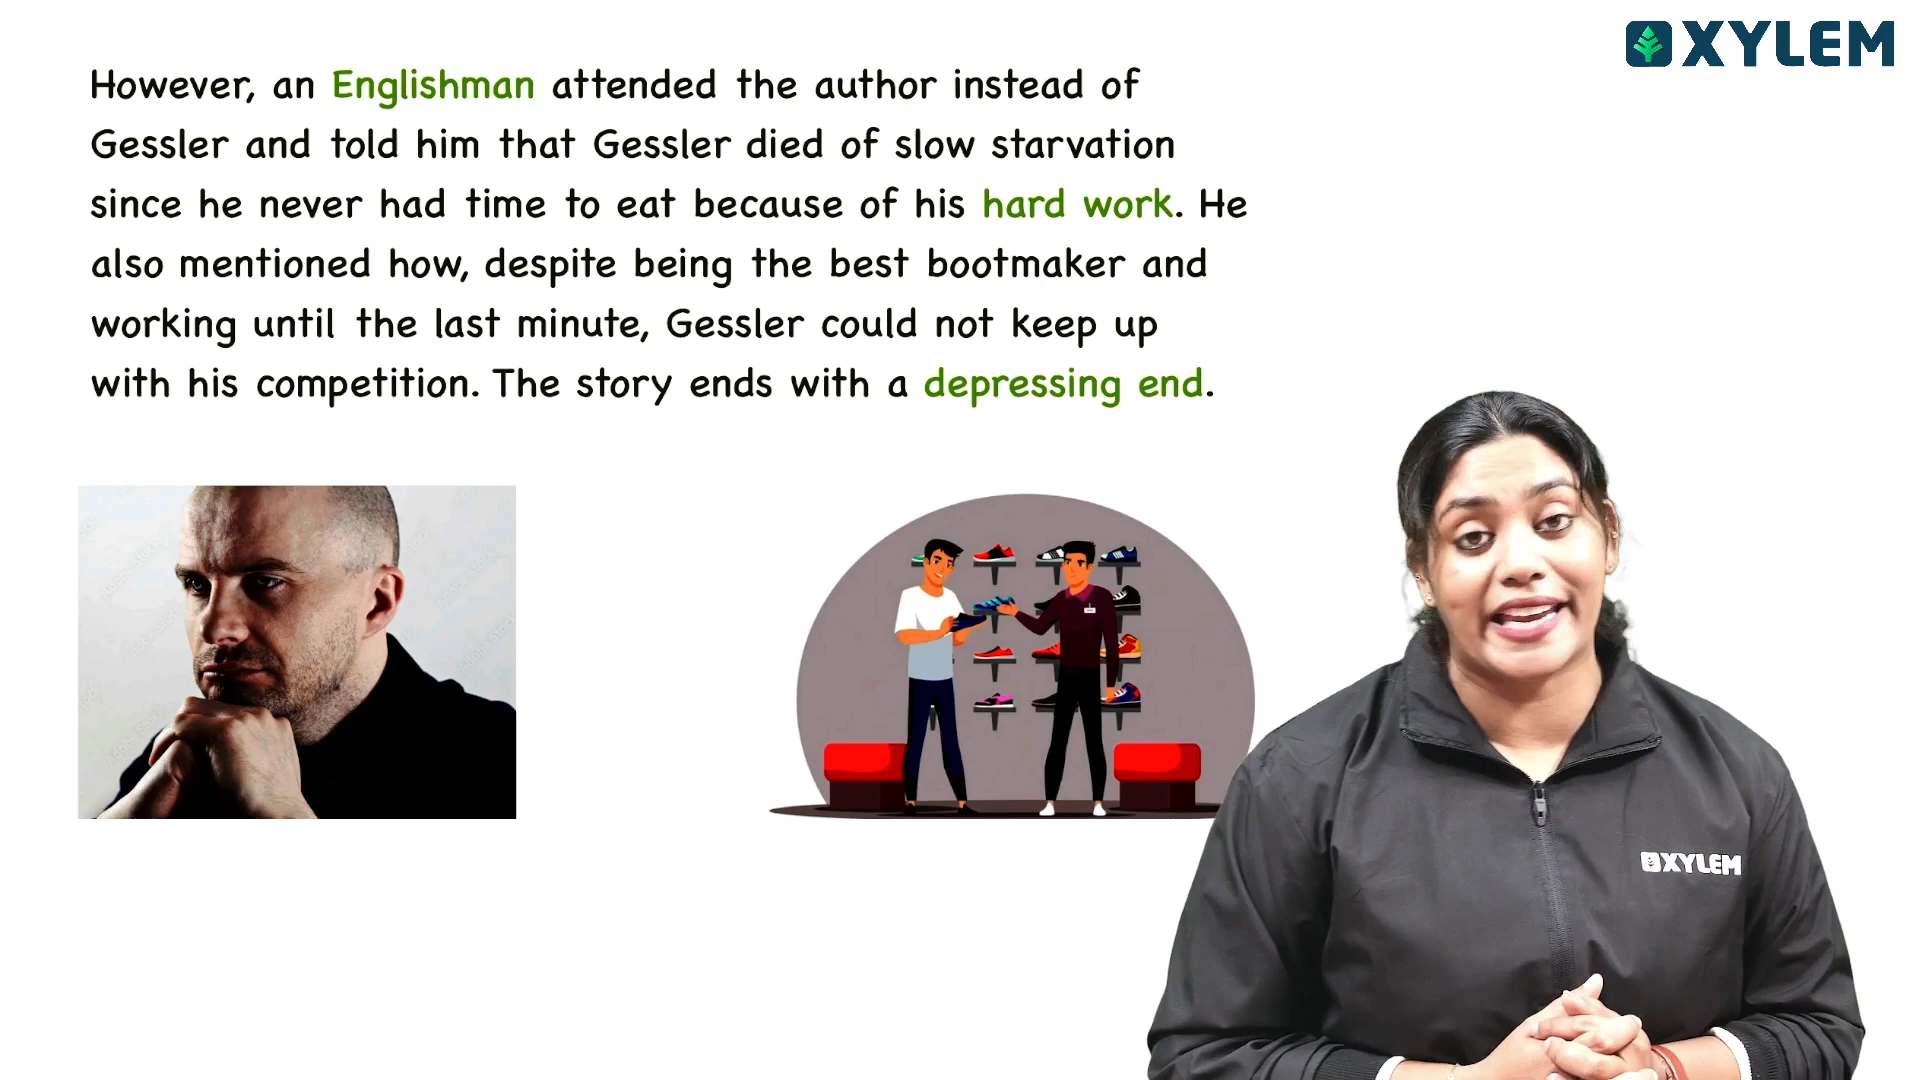 XYLEM
However, an Englishman attended the author instead of
Gessler and told him that Gessler died of slow starvation
since he never had time to eat because of his hard work. He
also mentioned how, despite being the best bootmaker and
working until the last minute, Gessler could not keep up
with his competition. The story ends with a depressing end.
XYLEM